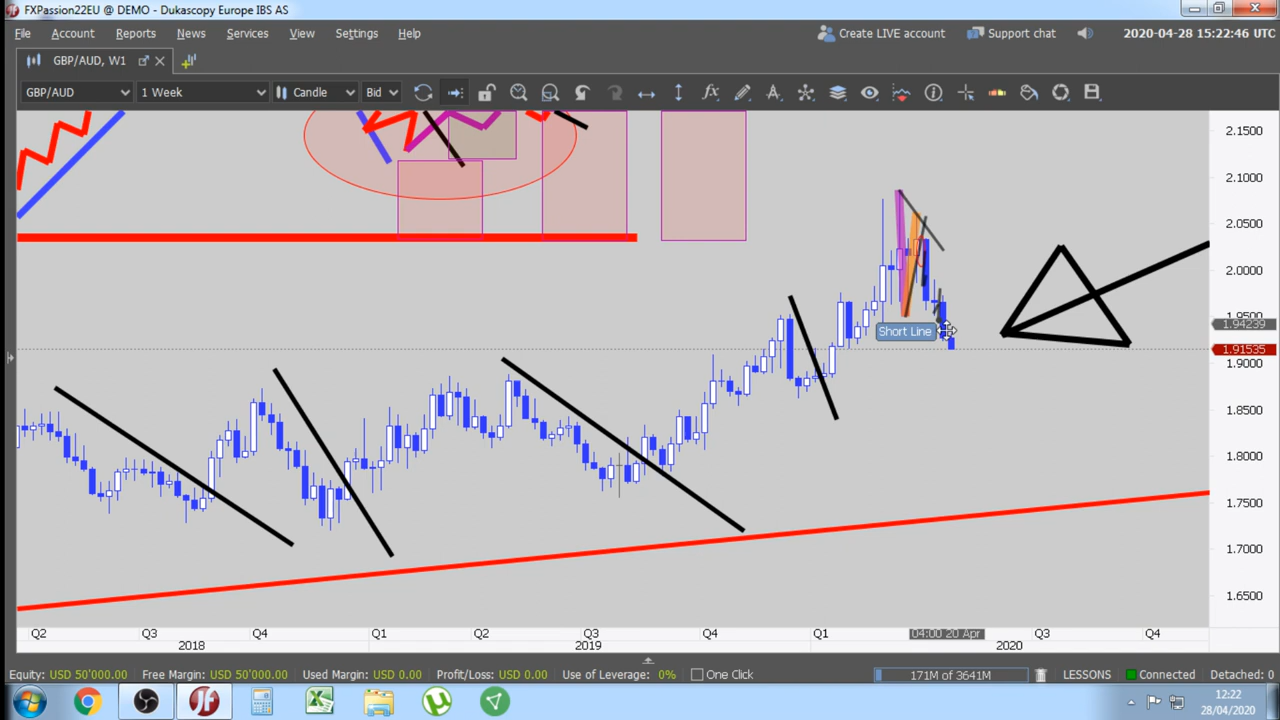 FXPassion22EU @ DEMO - Dukascopy Europe IBS AS
File Account Reports News Services View Settings Help Create LIVE account Support chat 2020-04-28 15:22:46 UTC
GBP/AUD, W1
GBP/AUD 1 Week Candle Bid
2.1500
2.1000
2.0500
2.0000
1.9500
1.94239
Short Line
1.91535
1.9000
1.8500
1.8000
1.7500
1.7000
1.6500
Q2 Q3 Q4 Q1 Q2 Q3 Q4 Q1 04:00 20 Apr Q3 Q4
2018 2019 2020
Equity: USD 50'000.00 Free Margin: USD 50'000.00 Used Margin: USD 0.00 Profit/Loss: USD 0.00 Use of Leverage: 0% One Click 171M of 3641M LESSONS Connected Detached: 0
12:22
28/04/2020